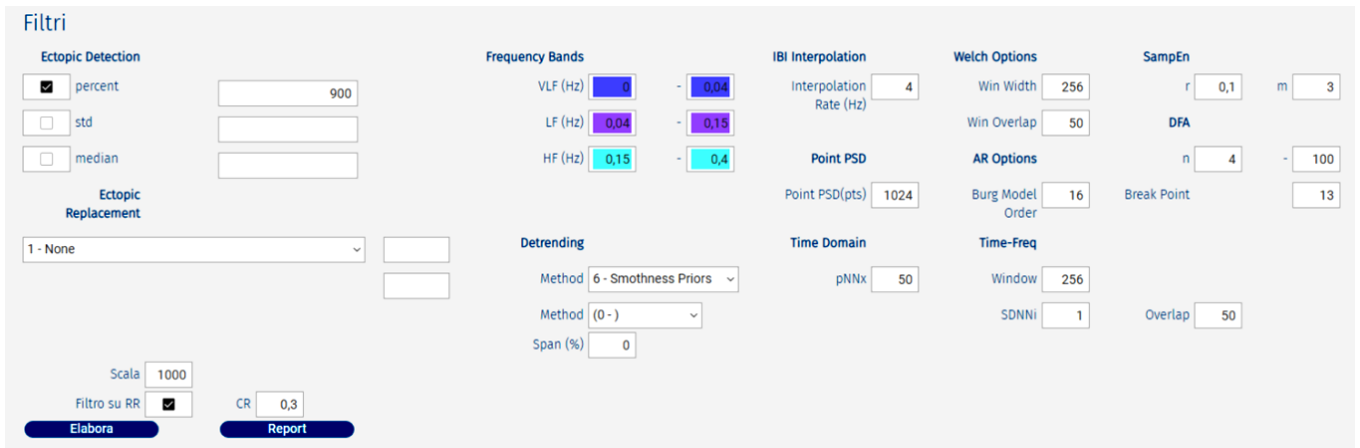 Filtri
Ectopic Detection Frequency Bands IBI Interpolation Welch Options SampEn
percent 900 VLF (Hz) 0 - 0,04 Interpolation Rate (Hz) 4 Win Width 256 r 0,1 m 3
std LF (Hz) 0,04 - 0,15 Win Overlap 50 DFA
median HF (Hz) 0,15 - 0,4 Point PSD AR Options n 4 - 100
Ectopic Replacement Point PSD(pts) 1024 Burg Model Order 16 Break Point 13
1 - None Detrending Time Domain Time-Freq
Method 6 - Smothness Priors pNNx 50 Window 256
Method (0 - ) SDNNi 1 Overlap 50
Span (%) 0
Scala 1000
Filtro su RR CR 0,3
Elabora Report